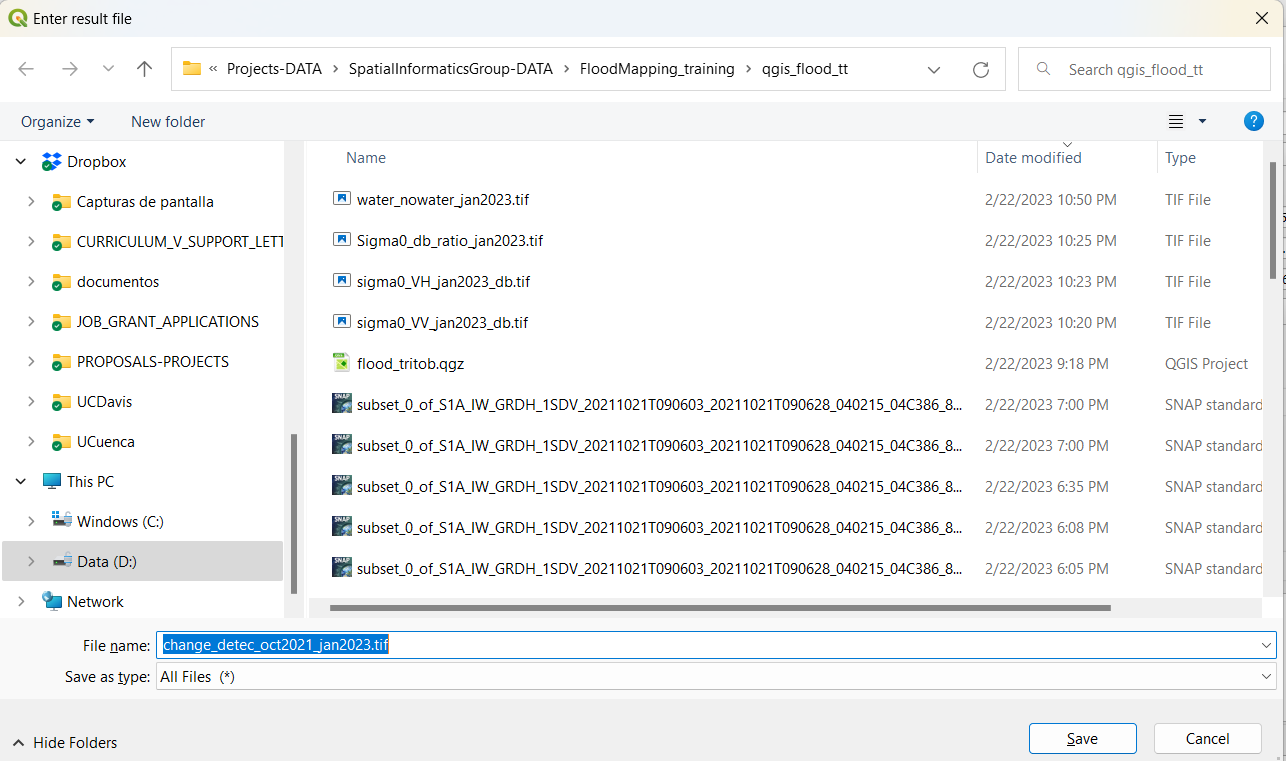 Enter result file
« Projects-DATA > SpatialInformaticsGroup-DATA > FloodMapping_training > qgis_flood_tt
Search qgis_flood_tt
Organize
New folder
Dropbox
Capturas de pantalla
CURRICULUM_V_SUPPORT_LETT
documentos
JOB_GRANT_APPLICATIONS
PROPOSALS-PROJECTS
UCDavis
UCuenca
This PC
Windows (C:)
Data (D:)
Network
Name Date modified Type
water_nowater_jan2023.tif 2/22/2023 10:50 PM TIF File
Sigma0_db_ratio_jan2023.tif 2/22/2023 10:25 PM TIF File
sigma0_VH_jan2023_db.tif 2/22/2023 10:23 PM TIF File
sigma0_VV_jan2023_db.tif 2/22/2023 10:20 PM TIF File
flood_tritob.qgz 2/22/2023 9:18 PM QGIS Project
subset_0_of_S1A_IW_GRDH_1SDV_20211021T090603_20211021T090628_040215_04C386_8... 2/22/2023 7:00 PM SNAP standard
subset_0_of_S1A_IW_GRDH_1SDV_20211021T090603_20211021T090628_040215_04C386_8... 2/22/2023 7:00 PM SNAP standard
subset_0_of_S1A_IW_GRDH_1SDV_20211021T090603_20211021T090628_040215_04C386_8... 2/22/2023 6:35 PM SNAP standard
subset_0_of_S1A_IW_GRDH_1SDV_20211021T090603_20211021T090628_040215_04C386_8... 2/22/2023 6:08 PM SNAP standard
subset_0_of_S1A_IW_GRDH_1SDV_20211021T090603_20211021T090628_040215_04C386_8... 2/22/2023 6:05 PM SNAP standard
File name: change_detec_oct2021_jan2023.tif
Save as type: All Files (*)
Hide Folders
Save
Cancel